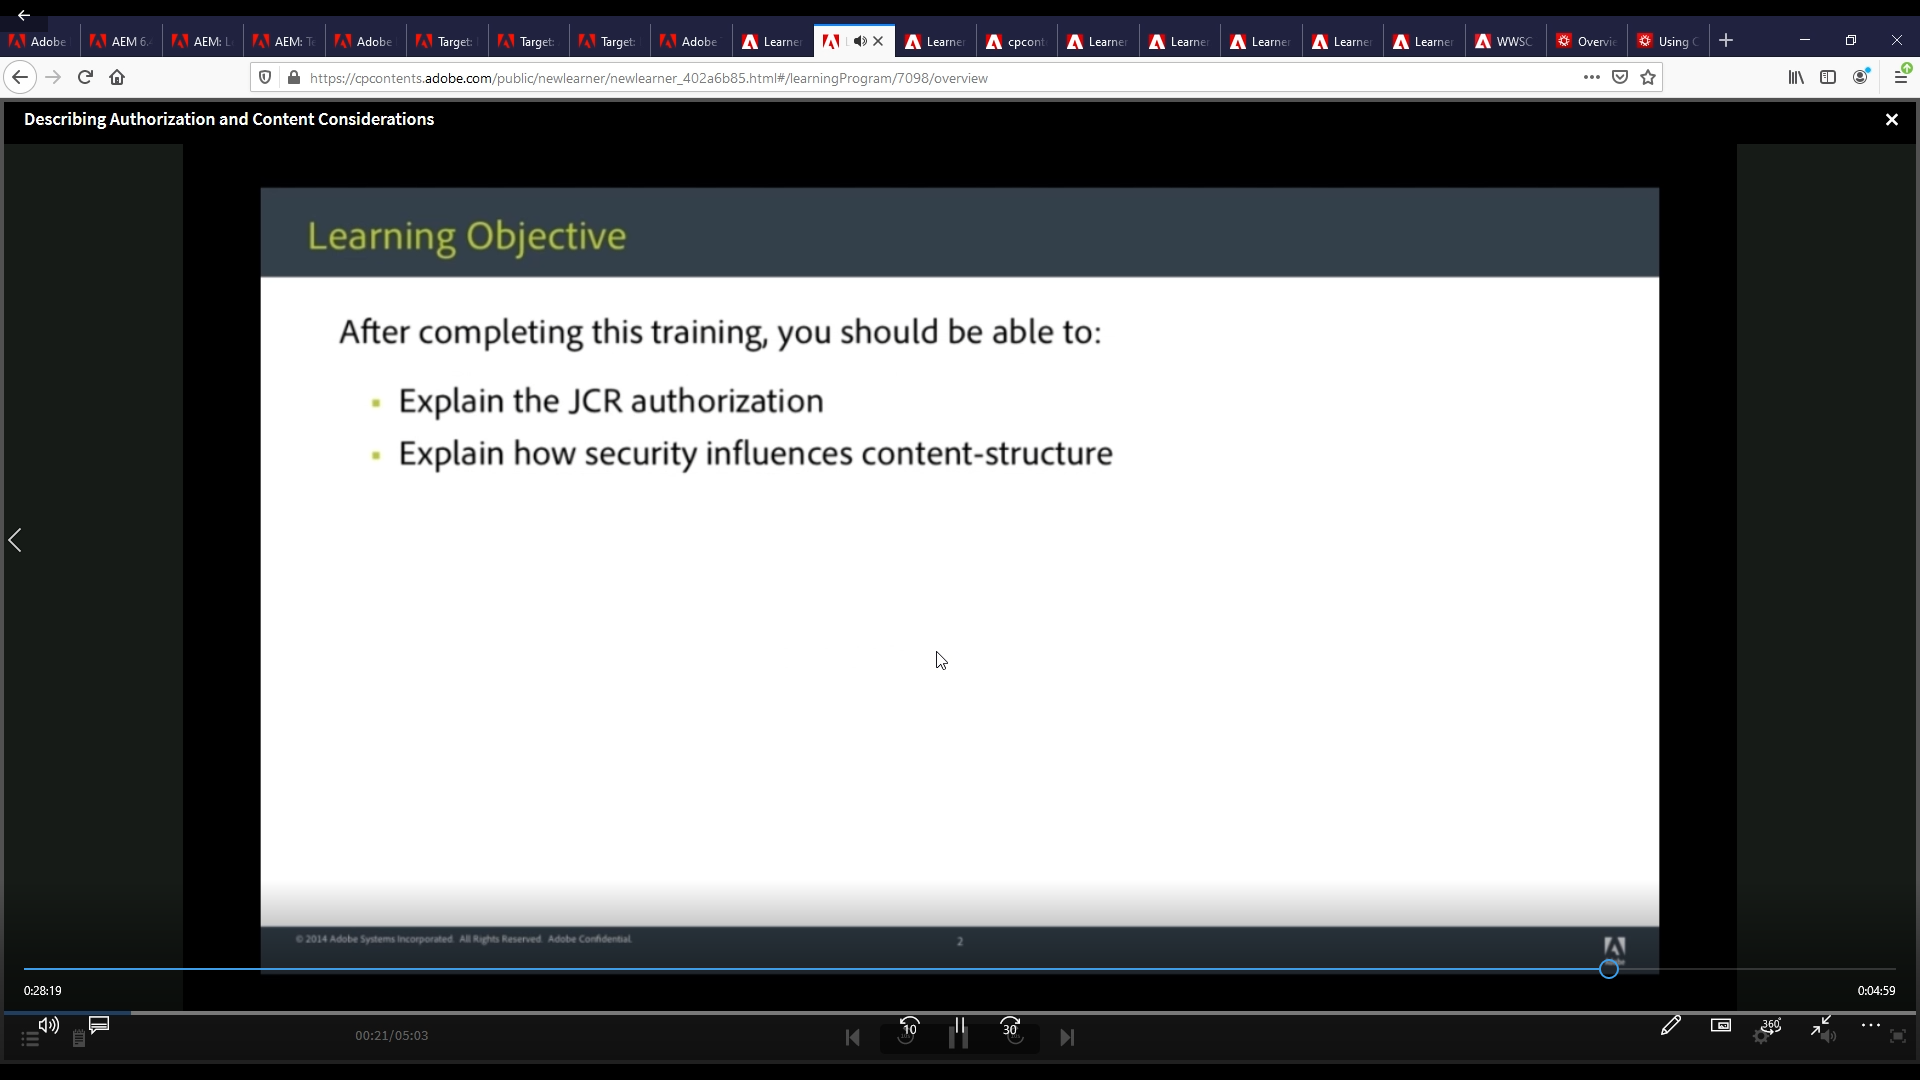 Adobe
AEM 6.
AEM: L
AEM: T
Adobe
Target:
Target:
Target:
Adobe
Learner
L
Learner
cpcont
Learner
Learner
Learner
Learner
Learner
WWSC
Overvie
Using C
https://cpcontents.adobe.com/public/newlearner/newlearner_402a6b85.html#/learningProgram/7098/overview
Describing Authorization and Content Considerations
Learning Objective
After completing this training, you should be able to:
▪ Explain the JCR authorization
▪ Explain how security influences content-structure
© 2014 Adobe Systems Incorporated. All Rights Reserved. Adobe Confidential.
2
Adobe
0:28:19
0:04:59
00:21/05:03
10
30
360°